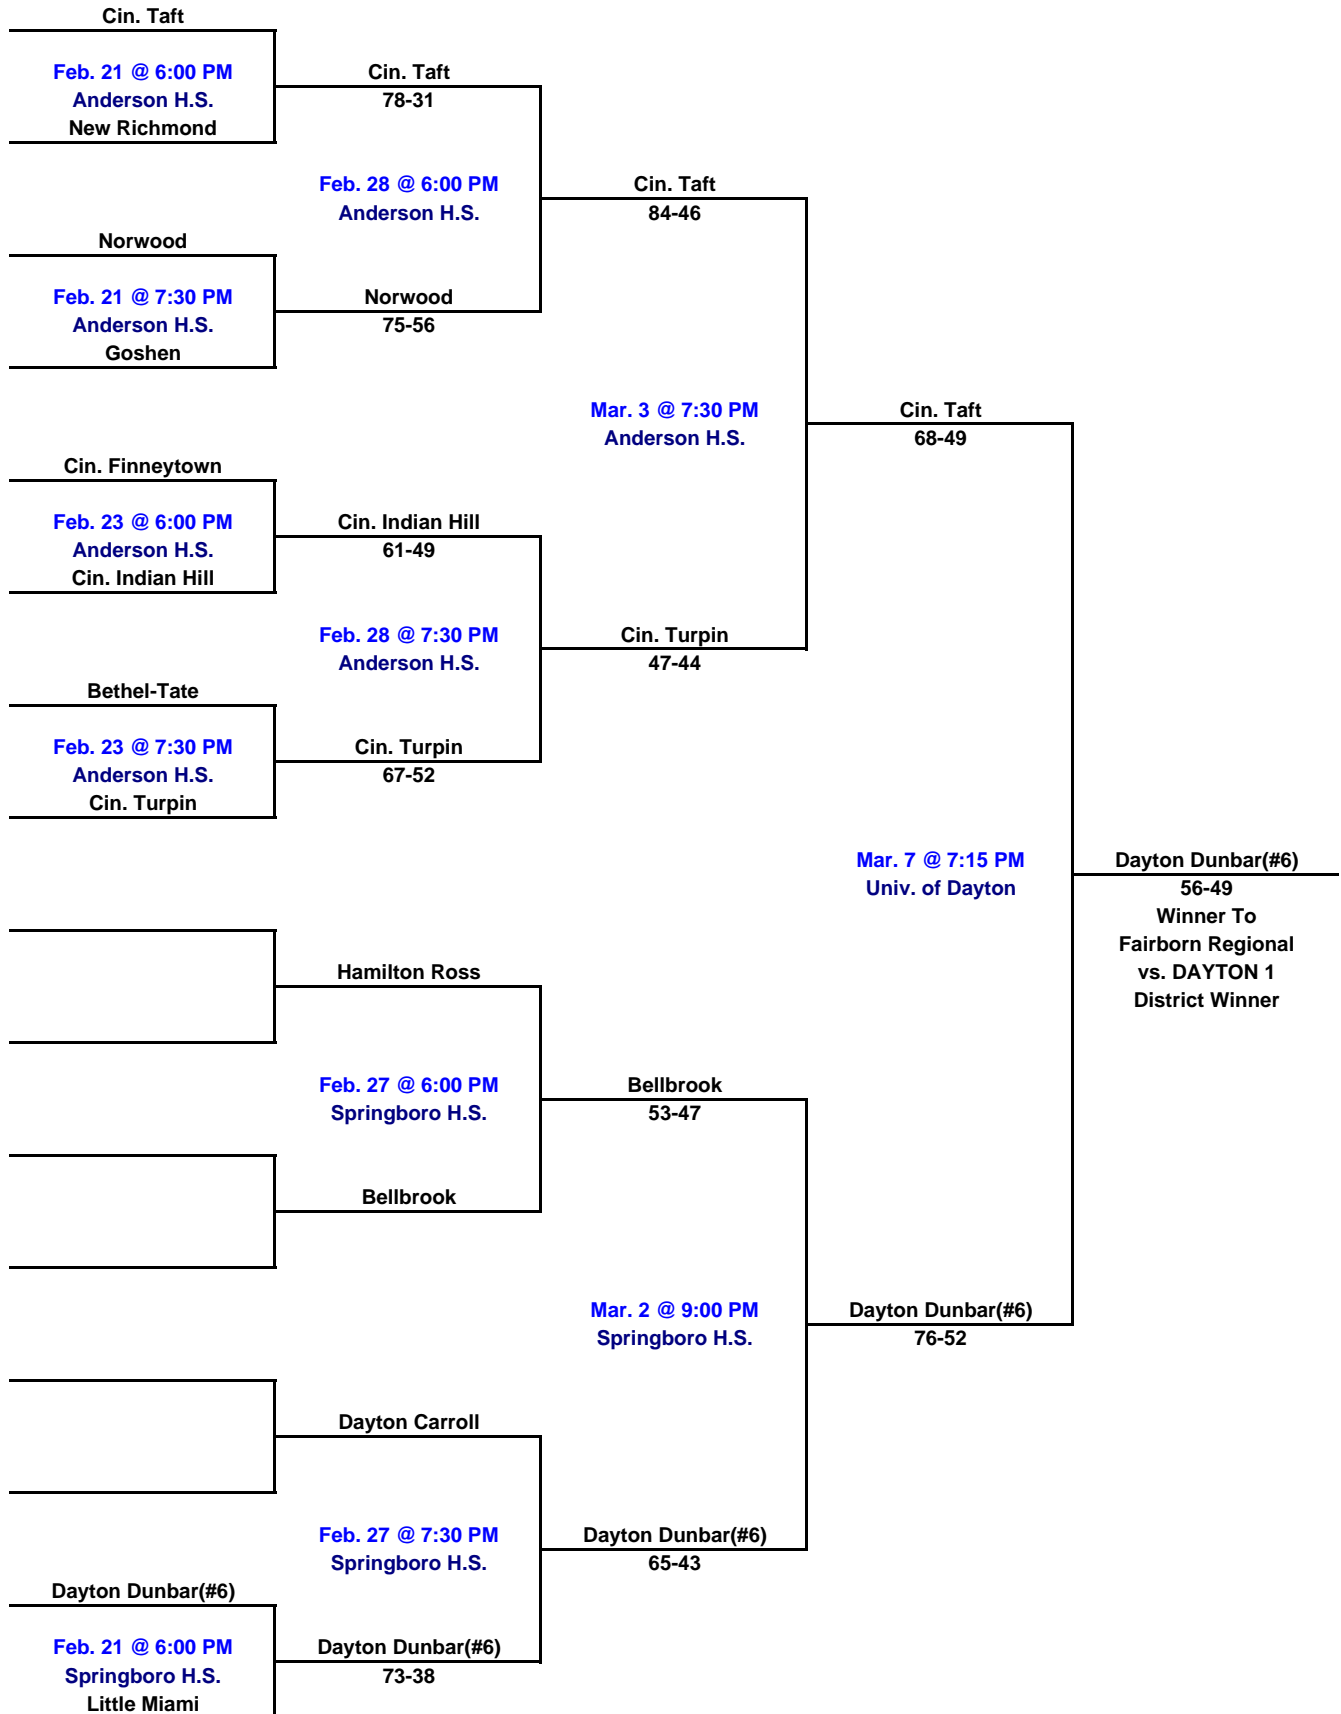 Cin. Taft
Feb. 21 @ 6:00 PM
Anderson H.S.
New Richmond
Cin. Taft
78-31
Feb. 28 @ 6:00 PM
Anderson H.S.
Cin. Taft
84-46
Norwood
Feb. 21 @ 7:30 PM
Anderson H.S.
Goshen
Norwood
75-56
Mar. 3 @ 7:30 PM
Anderson H.S.
Cin. Taft
68-49
Cin. Finneytown
Feb. 23 @ 6:00 PM
Anderson H.S.
Cin. Indian Hill
Cin. Indian Hill
61-49
Feb. 28 @ 7:30 PM
Anderson H.S.
Cin. Turpin
47-44
Bethel-Tate
Feb. 23 @ 7:30 PM
Anderson H.S.
Cin. Turpin
Cin. Turpin
67-52
Mar. 7 @ 7:15 PM
Univ. of Dayton
Dayton Dunbar(#6)
56-49
Winner To
Fairborn Regional
vs. DAYTON 1
District Winner
Hamilton Ross
Feb. 27 @ 6:00 PM
Springboro H.S.
Bellbrook
53-47
Bellbrook
Mar. 2 @ 9:00 PM
Springboro H.S.
Dayton Dunbar(#6)
76-52
Dayton Carroll
Feb. 27 @ 7:30 PM
Springboro H.S.
Dayton Dunbar(#6)
65-43
Dayton Dunbar(#6)
Feb. 21 @ 6:00 PM
Springboro H.S.
Little Miami
Dayton Dunbar(#6)
73-38